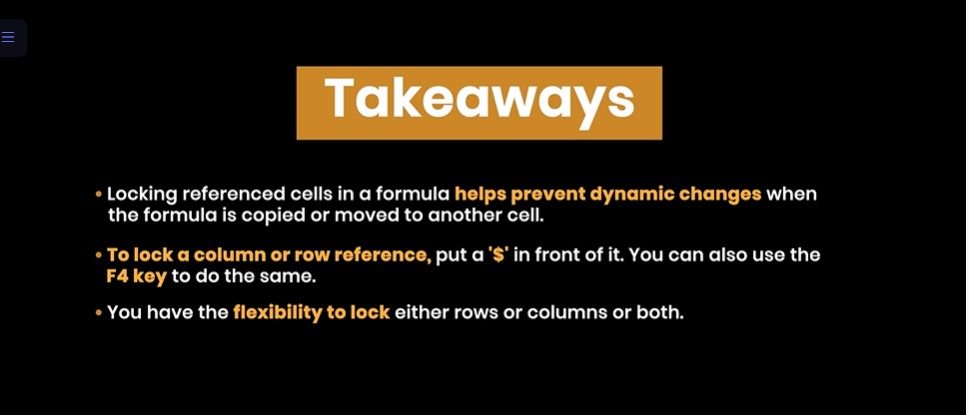 Takeaways
• Locking referenced cells in a formula helps prevent dynamic changes when
the formula is copied or moved to another cell.
• To lock a column or row reference, put a '$' in front of it. You can also use the
F4 key to do the same.
• You have the flexibility to lock either rows or columns or both.